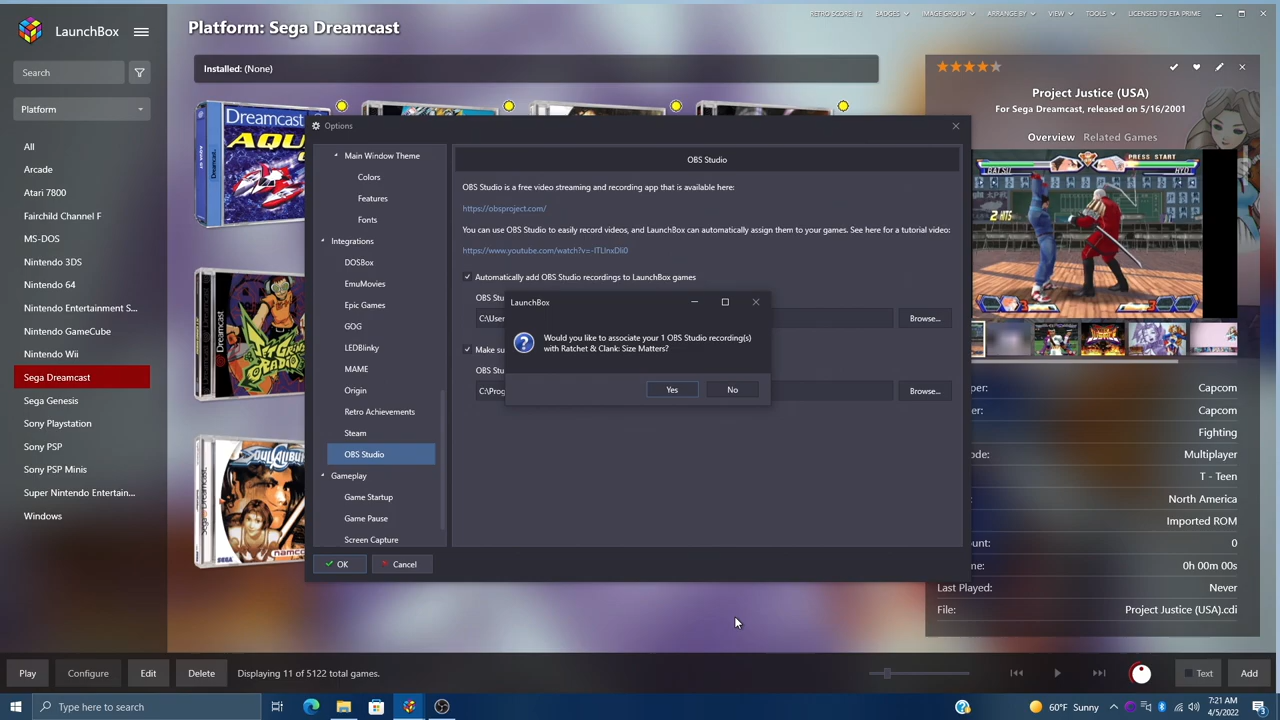 LaunchBox
Platform: Sega Dreamcast
RETRO SCORE: 12
BADGES
IMAGE GROUP
ARRANGE BY
VIEW
TOOLS
LICENSED TO ETA PRIME
Search
Installed: (None)
Platform
All
Arcade
Atari 7800
Fairchild Channel F
MS-DOS
Nintendo 3DS
Nintendo 64
Nintendo Entertainment S...
Nintendo GameCube
Nintendo Wii
Sega Dreamcast
Sega Genesis
Sony Playstation
Sony PSP
Sony PSP Minis
Super Nintendo Entertain...
Windows
Dreamcast
Options
Main Window Theme
Colors
Features
Fonts
Integrations
DOSBox
EmuMovies
Epic Games
GOG
LEDBlinky
MAME
Origin
Retro Achievements
Steam
OBS Studio
Gameplay
Game Startup
Game Pause
Screen Capture
OK
Cancel
OBS Studio
OBS Studio is a free video streaming and recording app that is available here:
https://obsproject.com/
You can use OBS Studio to easily record videos, and LaunchBox can automatically assign them to your games. See here for a tutorial video:
https://www.youtube.com/watch?v=-ITLInxDli0
Automatically add OBS Studio recordings to LaunchBox games
OBS Stu
C:\User
Browse...
Make su
OBS Stu
C:\Prog
Browse...
LaunchBox
Would you like to associate your 1 OBS Studio recording(s)
with Ratchet & Clank: Size Matters?
Yes
No
Project Justice (USA)
For Sega Dreamcast, released on 5/16/2001
Overview
Related Games
BATSU
PRESS START
HYO
2 HITS
Capcom
Capcom
Fighting
Multiplayer
T - Teen
North America
Imported ROM
0
0h 00m 00s
Last Played:
Never
File:
Project Justice (USA).cdi
Play
Configure
Edit
Delete
Displaying 11 of 5122 total games.
Text
Add
Type here to search
60°F Sunny
7:21 AM
4/5/2022
3